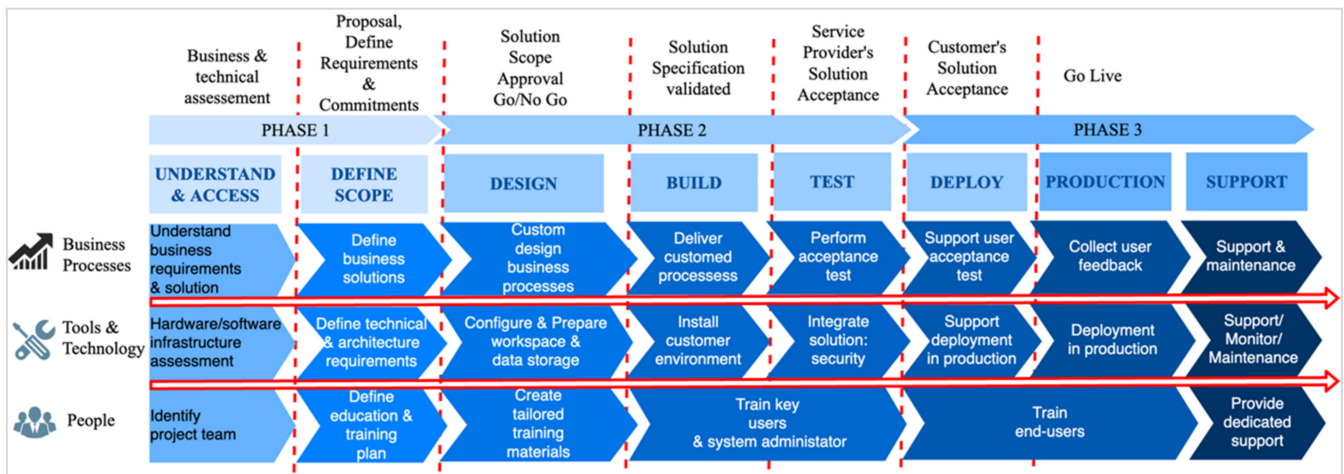 Business &
technical
assessement
Proposal,
Define
Requirements
&
Commitments
Solution
Scope
Approval
Go/No Go
Solution
Specification
validated
Service
Provider's
Solution
Acceptance
Customer's
Solution
Acceptance
Go Live
PHASE 1
PHASE 2
PHASE 3
UNDERSTAND
& ACCESS
DEFINE
SCOPE
DESIGN
BUILD
TEST
DEPLOY
PRODUCTION
SUPPORT
Business
Processes
Understand
business
requirements
& solution
Define
business
solutions
Custom
design
business
processes
Deliver
customed
processess
Perform
acceptance
test
Support user
acceptance
test
Collect user
feedback
Support &
maintenance
Tools &
Technology
Hardware/software
infrastructure
assessment
Define technical
& architecture
requirements
Configure & Prepare
workspace &
data storage
Install
customer
environment
Integrate
solution:
security
Support
deployment
in production
Deployment
in production
Support/
Monitor/
Maintenance
People
Identify
project team
Define
education &
training
plan
Create
tailored
training
materials
Train key
users
& system administator
Train
end-users
Provide
dedicated
support